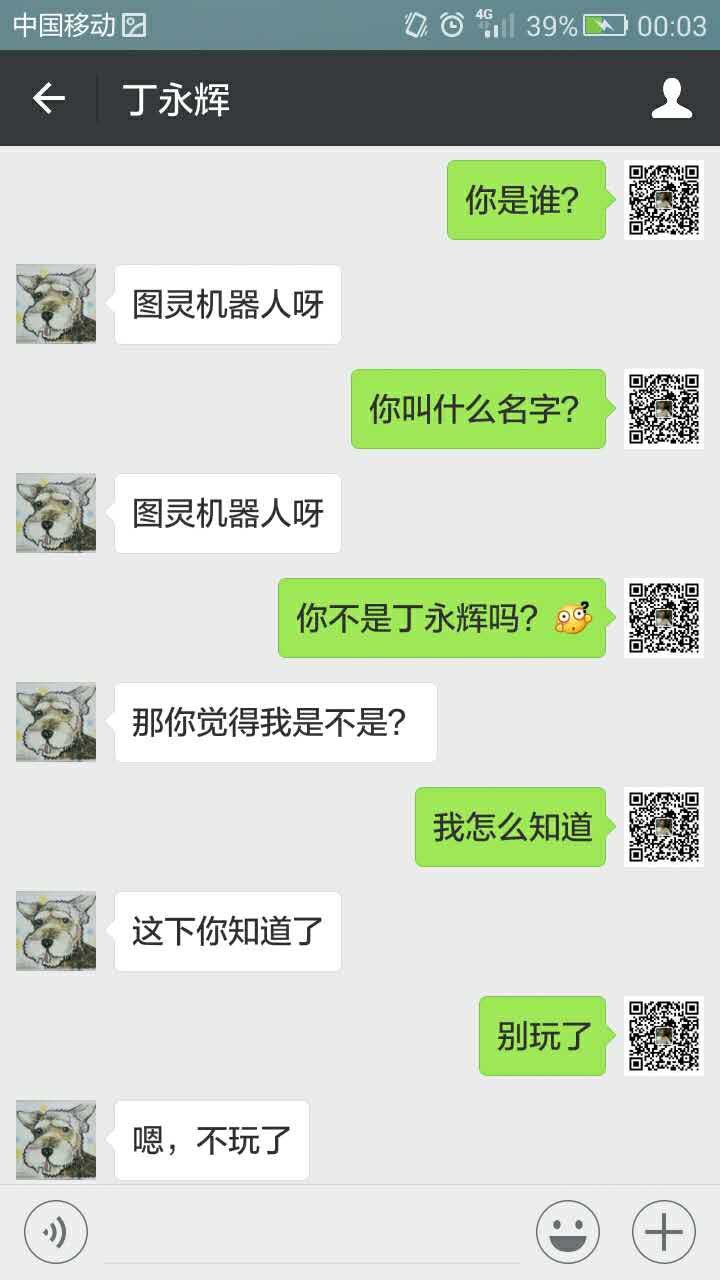 中国移动 4G 39% 00:03
丁永辉
你是谁？
图灵机器人呀
你叫什么名字？
图灵机器人呀
你不是丁永辉吗？
那你觉得我是不是？
我怎么知道
这下你知道了
别玩了
嗯，不玩了